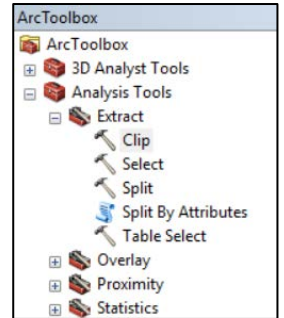 ArcToolbox
ArcToolbox
3D Analyst Tools
Analysis Tools
Extract
Clip
Select
Split
Split By Attributes
Table Select
Overlay
Proximity
Statistics